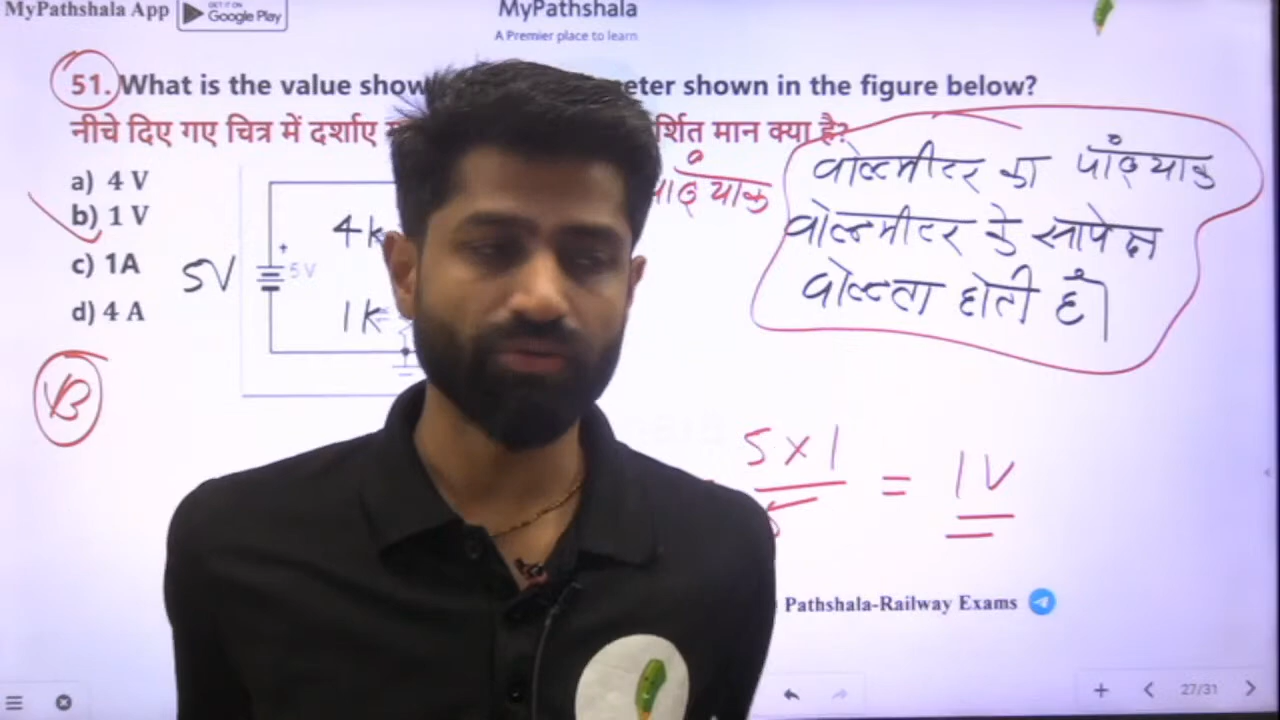 MyPathshala App
GET IT ON
Google Play
MyPathshala
A Premier place to learn
51. What is the value show eter shown in the figure below?
नीचे दिए गए चित्र में दर्शाए र्शित मान क्या है?
a) 4 V
b) 1 V
c) 1A
d) 4 A
B
5V
+
5 V
4k
1k
वोल्टमीटर का पाठ्यांक
वोल्टमीटर के सापेक्ष
वोल्टता होती है।
5 × 1 = 1V
Pathshala-Railway Exams
27/31